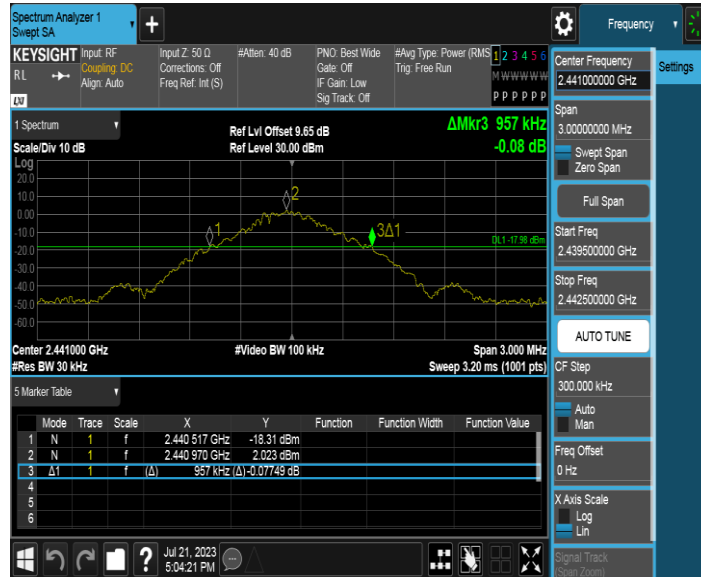 Spectrum Analyzer 1
Swept SA
+
Frequency
KEYSIGHT
RL
LXI
Input: RF
Coupling: DC
Align: Auto
Input Z: 50 Ω
Corrections: Off
Freq Ref: Int (S)
#Atten: 40 dB
PNO: Best Wide
Gate: Off
IF Gain: Low
Sig Track: Off
#Avg Type: Power (RMS
Trig: Free Run
1 2 3 4 5 6
M W W W W W
P P P P P P
1 Spectrum
Scale/Div 10 dB
Ref Lvl Offset 9.65 dB
Ref Level 30.00 dBm
ΔMkr3 957 kHz
-0.08 dB
Log
20.0
10.0
0.00
-10.0
-20.0
-30.0
-40.0
-50.0
-60.0
1
2
3Δ1
DL1 -17.98 dBm
Center 2.441000 GHz
#Res BW 30 kHz
#Video BW 100 kHz
Span 3.000 MHz
Sweep 3.20 ms (1001 pts)
5 Marker Table
Mode Trace Scale X Y Function Function Width Function Value
1 N 1 f 2.440 517 GHz -18.31 dBm
2 N 1 f 2.440 970 GHz 2.023 dBm
3 Δ1 1 f (Δ) 957 kHz (Δ) -0.07749 dB
4
5
6
?
Jul 21, 2023
5:04:21 PM
Center Frequency
2.441000000 GHz
Settings
Span
3.00000000 MHz
Swept Span
Zero Span
Full Span
Start Freq
2.439500000 GHz
Stop Freq
2.442500000 GHz
AUTO TUNE
CF Step
300.000 kHz
Auto
Man
Freq Offset
0 Hz
X Axis Scale
Log
Lin
Signal Track
(Span Zoom)